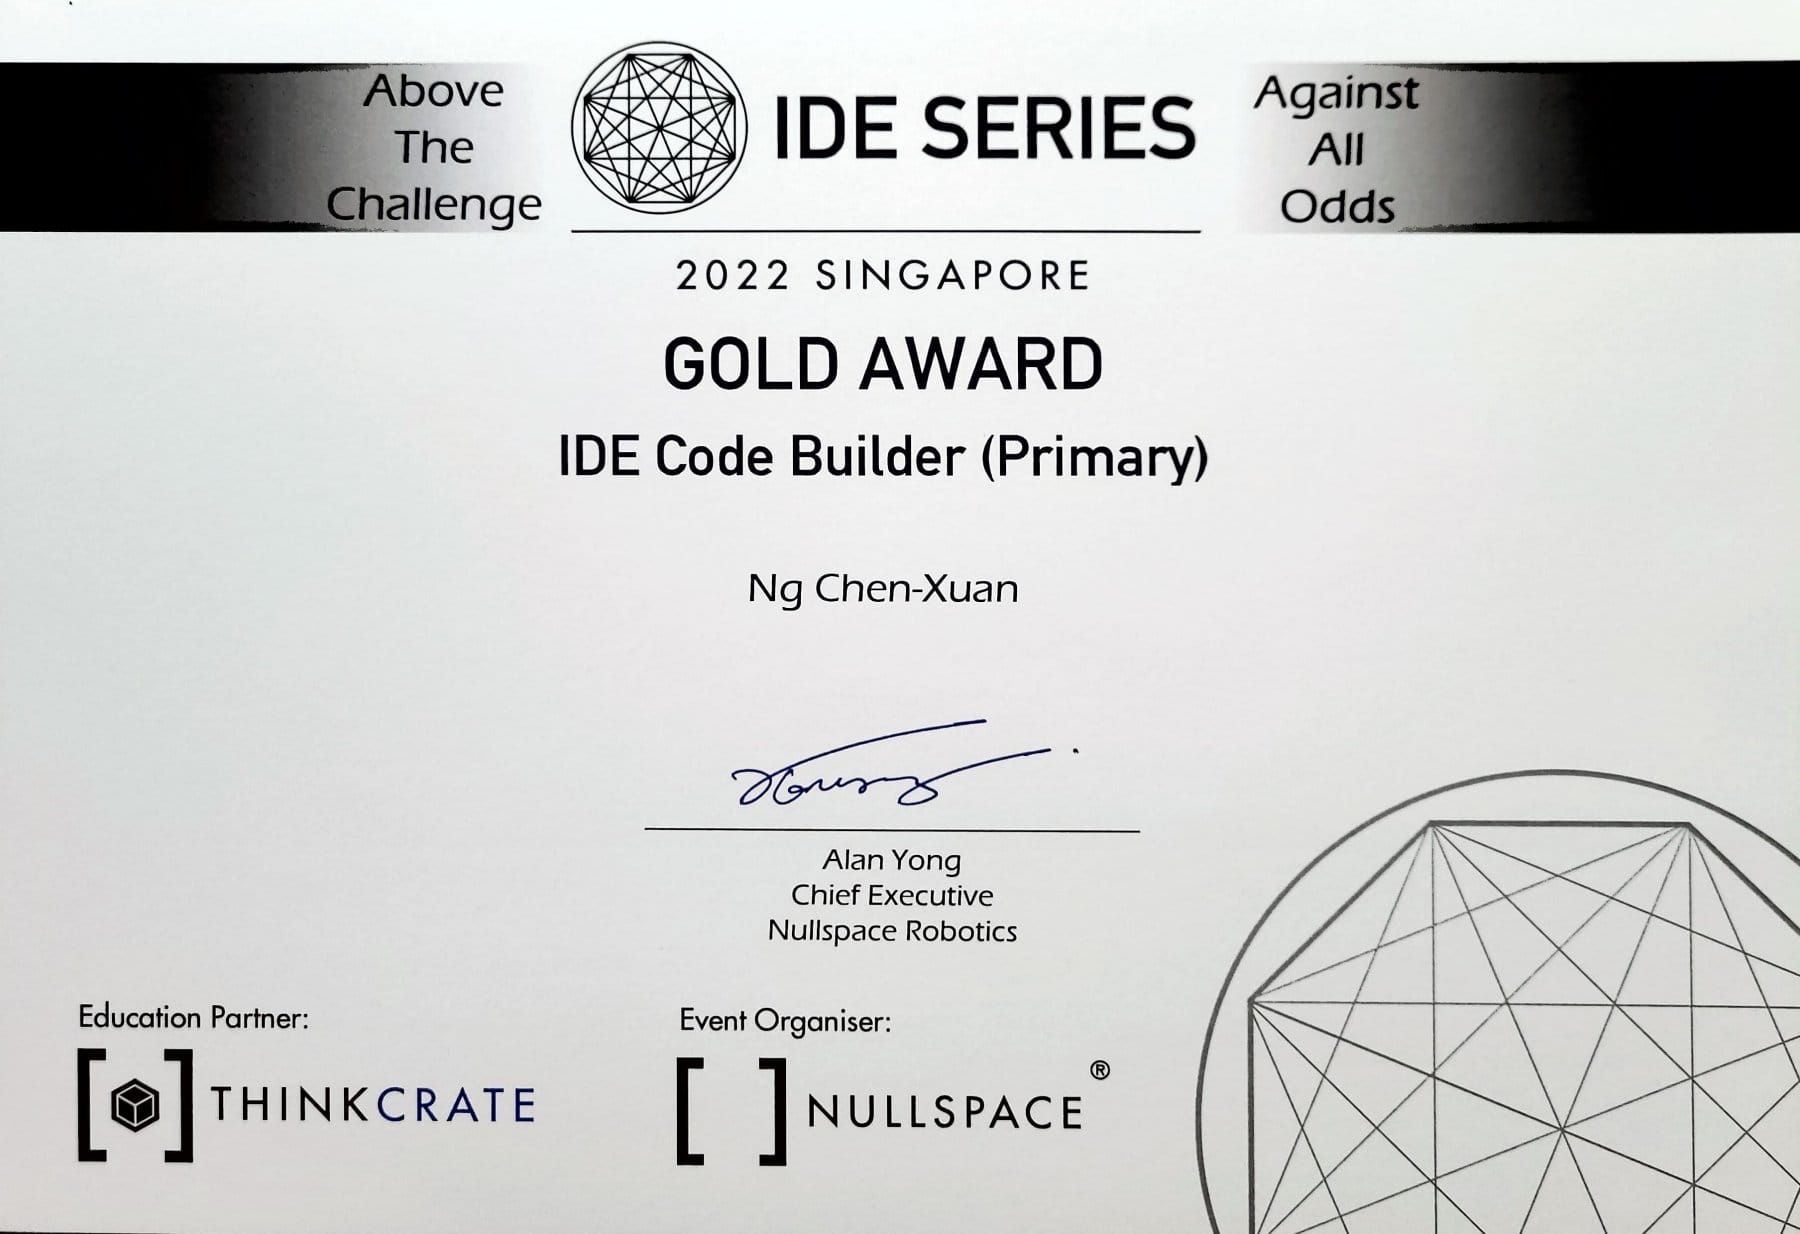 Above
The
Challenge
IDE SERIES
Against
All
Odds
2022 SINGAPORE
GOLD AWARD
IDE Code Builder (Primary)
Ng Chen-Xuan
Alan Yong
Chief Executive
Nullspace Robotics
Education Partner:
THINKCRATE
Event Organiser:
[ ] NULLSPACE®